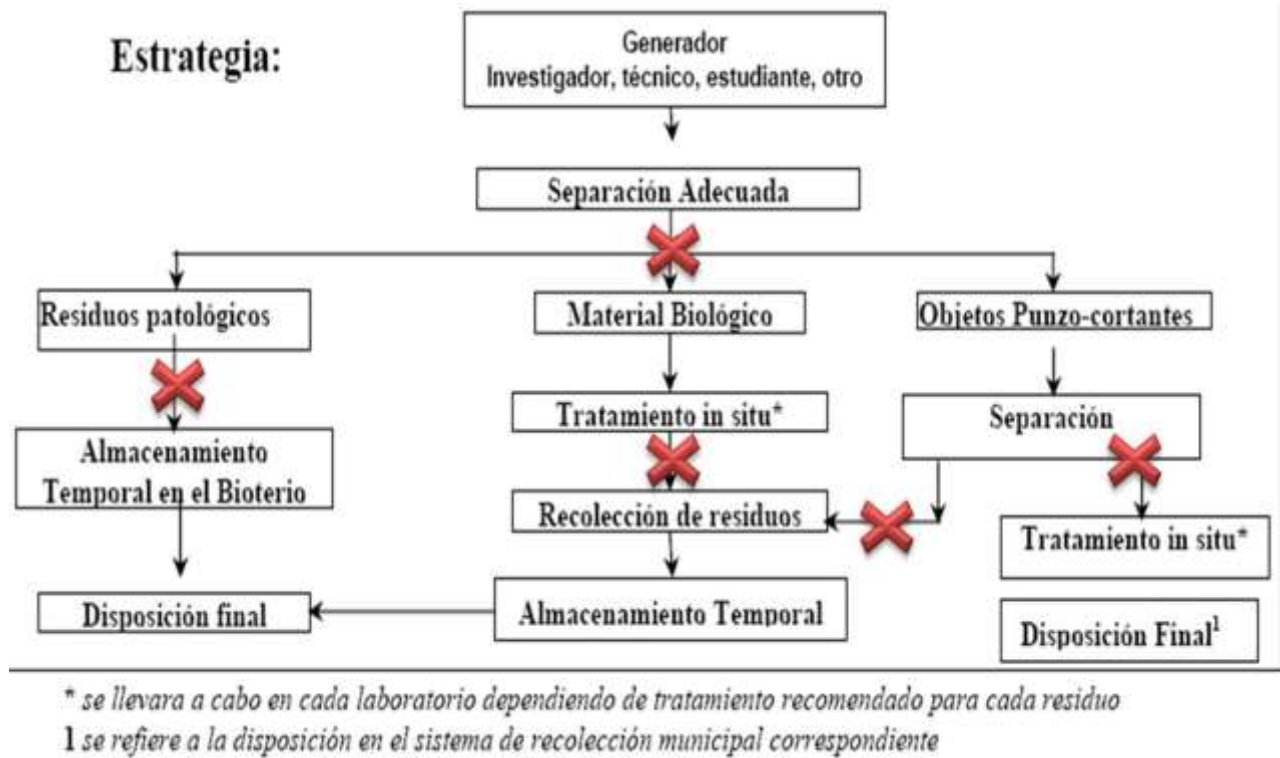 Estrategia:
Generador
Investigador, técnico, estudiante, otro
Separación Adecuada
Residuos patológicos
Material Biológico
Objetos Punzo-cortantes
Tratamiento in situ*
Separación
Almacenamiento
Temporal en el Bioterio
Recolección de residuos
Tratamiento in situ*
Disposición final
Almacenamiento Temporal
Disposición Final¹
* se llevara a cabo en cada laboratorio dependiendo de tratamiento recomendado para cada residuo
1 se refiere a la disposición en el sistema de recolección municipal correspondiente